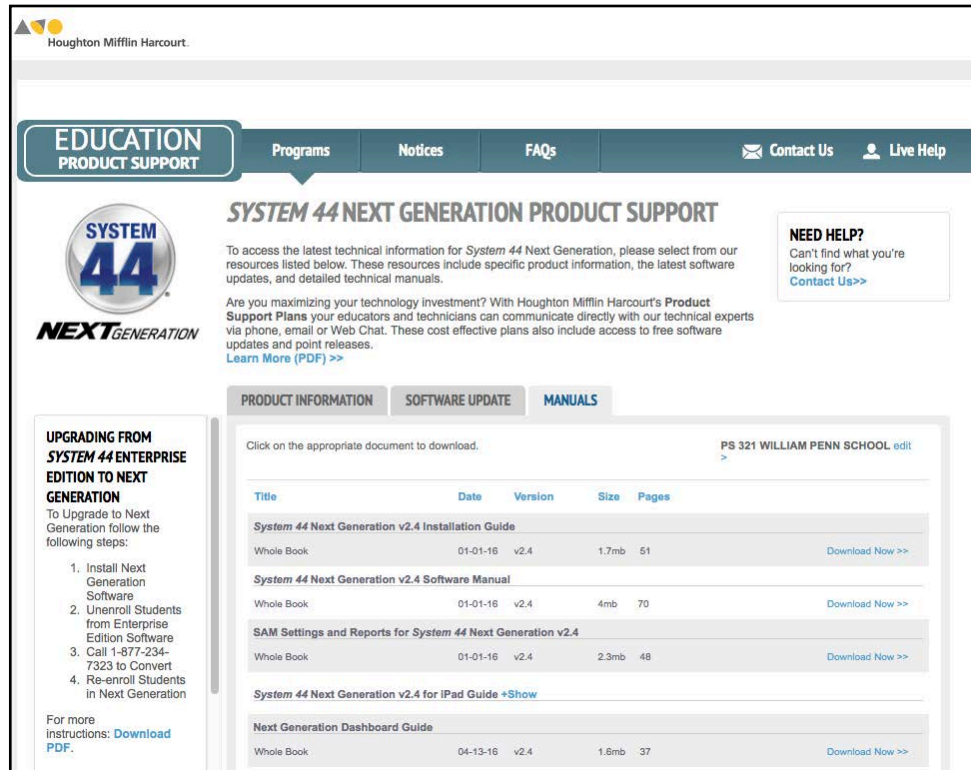 Houghton Mifflin Harcourt.
EDUCATION
PRODUCT SUPPORT
Programs
Notices
FAQs
Contact Us
Live Help
SYSTEM
44
NEXT GENERATION
SYSTEM 44 NEXT GENERATION PRODUCT SUPPORT
To access the latest technical information for System 44 Next Generation, please select from our
resources listed below. These resources include specific product information, the latest software
updates, and detailed technical manuals.
Are you maximizing your technology investment? With Houghton Mifflin Harcourt's Product
Support Plans your educators and technicians can communicate directly with our technical experts
via phone, email or Web Chat. These cost effective plans also include access to free software
updates and point releases.
Learn More (PDF) >>
NEED HELP?
Can't find what you're
looking for?
Contact Us>>
UPGRADING FROM
SYSTEM 44 ENTERPRISE
EDITION TO NEXT
GENERATION
To Upgrade to Next
Generation follow the
following steps:
1. Install Next
Generation
Software
2. Unenroll Students
from Enterprise
Edition Software
3. Call 1-877-234-
7323 to Convert
4. Re-enroll Students
in Next Generation
For more
instructions: Download
PDF.
PRODUCT INFORMATION
SOFTWARE UPDATE
MANUALS
Click on the appropriate document to download.
PS 321 WILLIAM PENN SCHOOL edit
>
Title Date Version Size Pages
System 44 Next Generation v2.4 Installation Guide
Whole Book 01-01-16 v2.4 1.7mb 51 Download Now >>
System 44 Next Generation v2.4 Software Manual
Whole Book 01-01-16 v2.4 4mb 70 Download Now >>
SAM Settings and Reports for System 44 Next Generation v2.4
Whole Book 01-01-16 v2.4 2.3mb 48 Download Now >>
System 44 Next Generation v2.4 for iPad Guide +Show
Next Generation Dashboard Guide
Whole Book 04-13-16 v2.4 1.6mb 37 Download Now >>